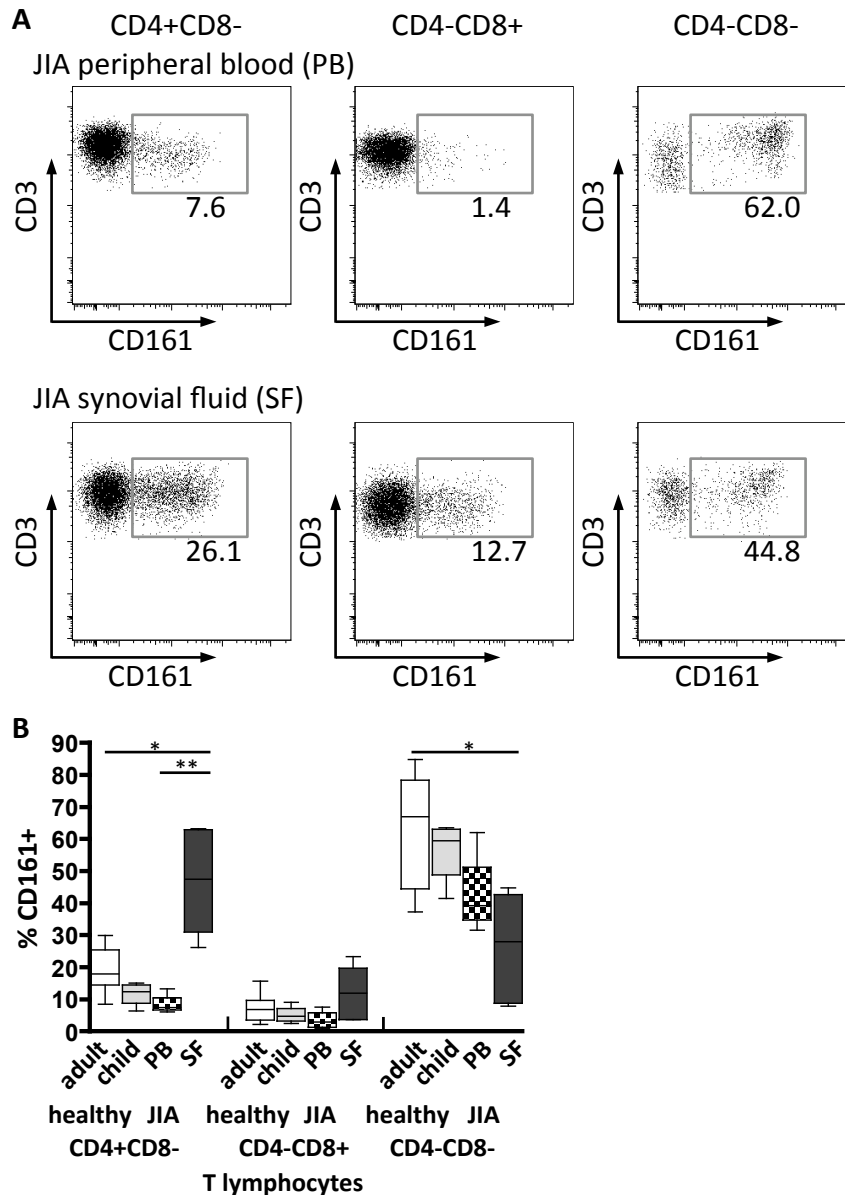 A
CD4+CD8- CD4-CD8+ CD4-CD8-
JIA peripheral blood (PB)
CD3 CD3 CD3
7.6 1.4 62.0
CD161 CD161 CD161
JIA synovial fluid (SF)
CD3 CD3 CD3
26.1 12.7 44.8
CD161 CD161 CD161
B
% CD161+
90
80
70
60
50
40
30
20
10
0
* ** *
adult child PB SF adult child PB SF adult child PB SF
healthy JIA healthy JIA healthy JIA
CD4+CD8- CD4-CD8+ CD4-CD8-
T lymphocytes